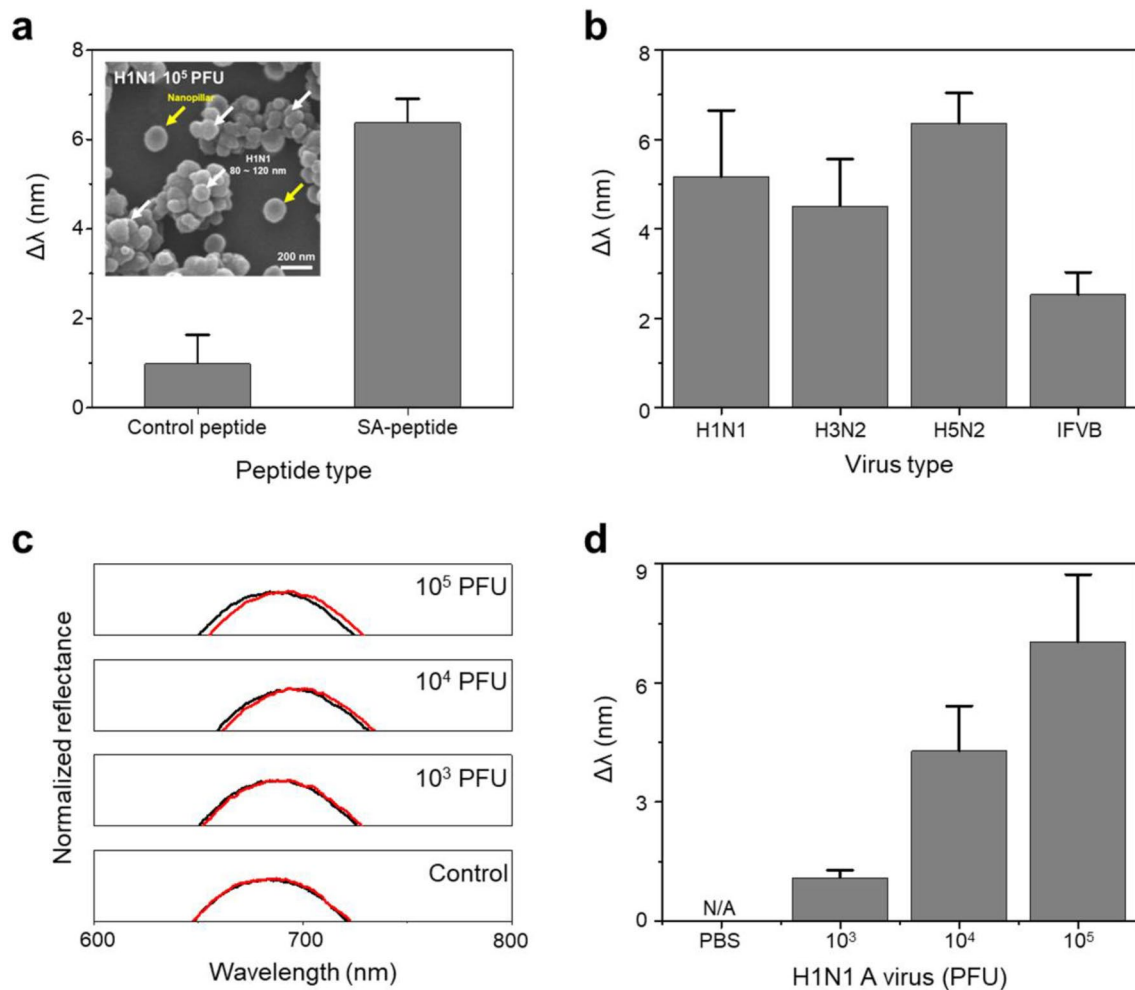 a
8
6
4
2
0
Δλ (nm)
H1N1 10⁵ PFU
Nanopillar
H1N1
80 ~ 120 nm
200 nm
Control peptide
SA-peptide
Peptide type
b
8
6
4
2
0
Δλ (nm)
H1N1
H3N2
H5N2
IFVB
Virus type
c
Normalized reflectance
10⁵ PFU
10⁴ PFU
10³ PFU
Control
600
700
800
Wavelength (nm)
d
9
6
3
0
Δλ (nm)
N/A
PBS
10³
10⁴
10⁵
H1N1 A virus (PFU)